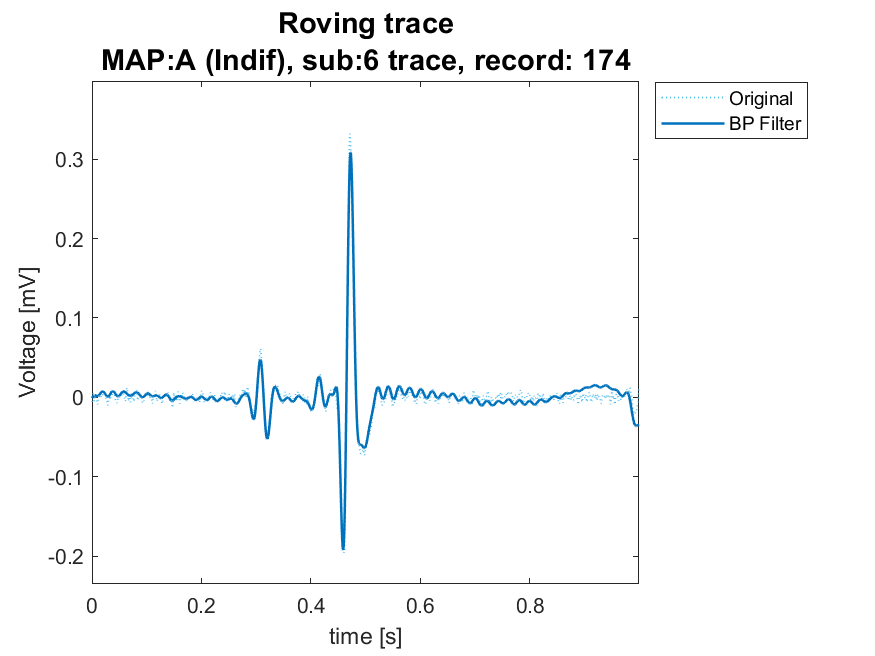 Roving trace
MAP:A (Indif), sub:6 trace, record: 174
Original
BP Filter
0.3
0.2
0.1
0
-0.1
-0.2
Voltage [mV]
0 0.2 0.4 0.6 0.8
time [s]